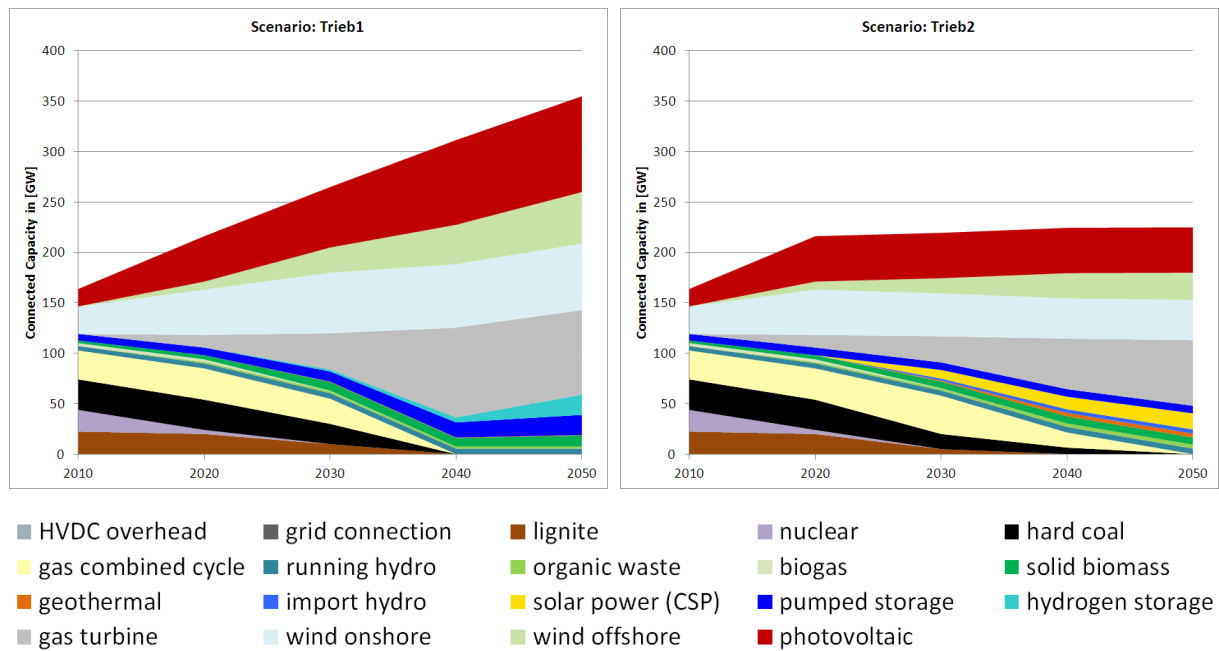 Scenario: Trieb1
Connected Capacity in [GW]
400
350
300
250
200
150
100
50
0
2010 2020 2030 2040 2050
Scenario: Trieb2
Connected Capacity in [GW]
400
350
300
250
200
150
100
50
0
2010 2020 2030 2040 2050
HVDC overhead grid connection lignite nuclear hard coal
gas combined cycle running hydro organic waste biogas solid biomass
geothermal import hydro solar power (CSP) pumped storage hydrogen storage
gas turbine wind onshore wind offshore photovoltaic